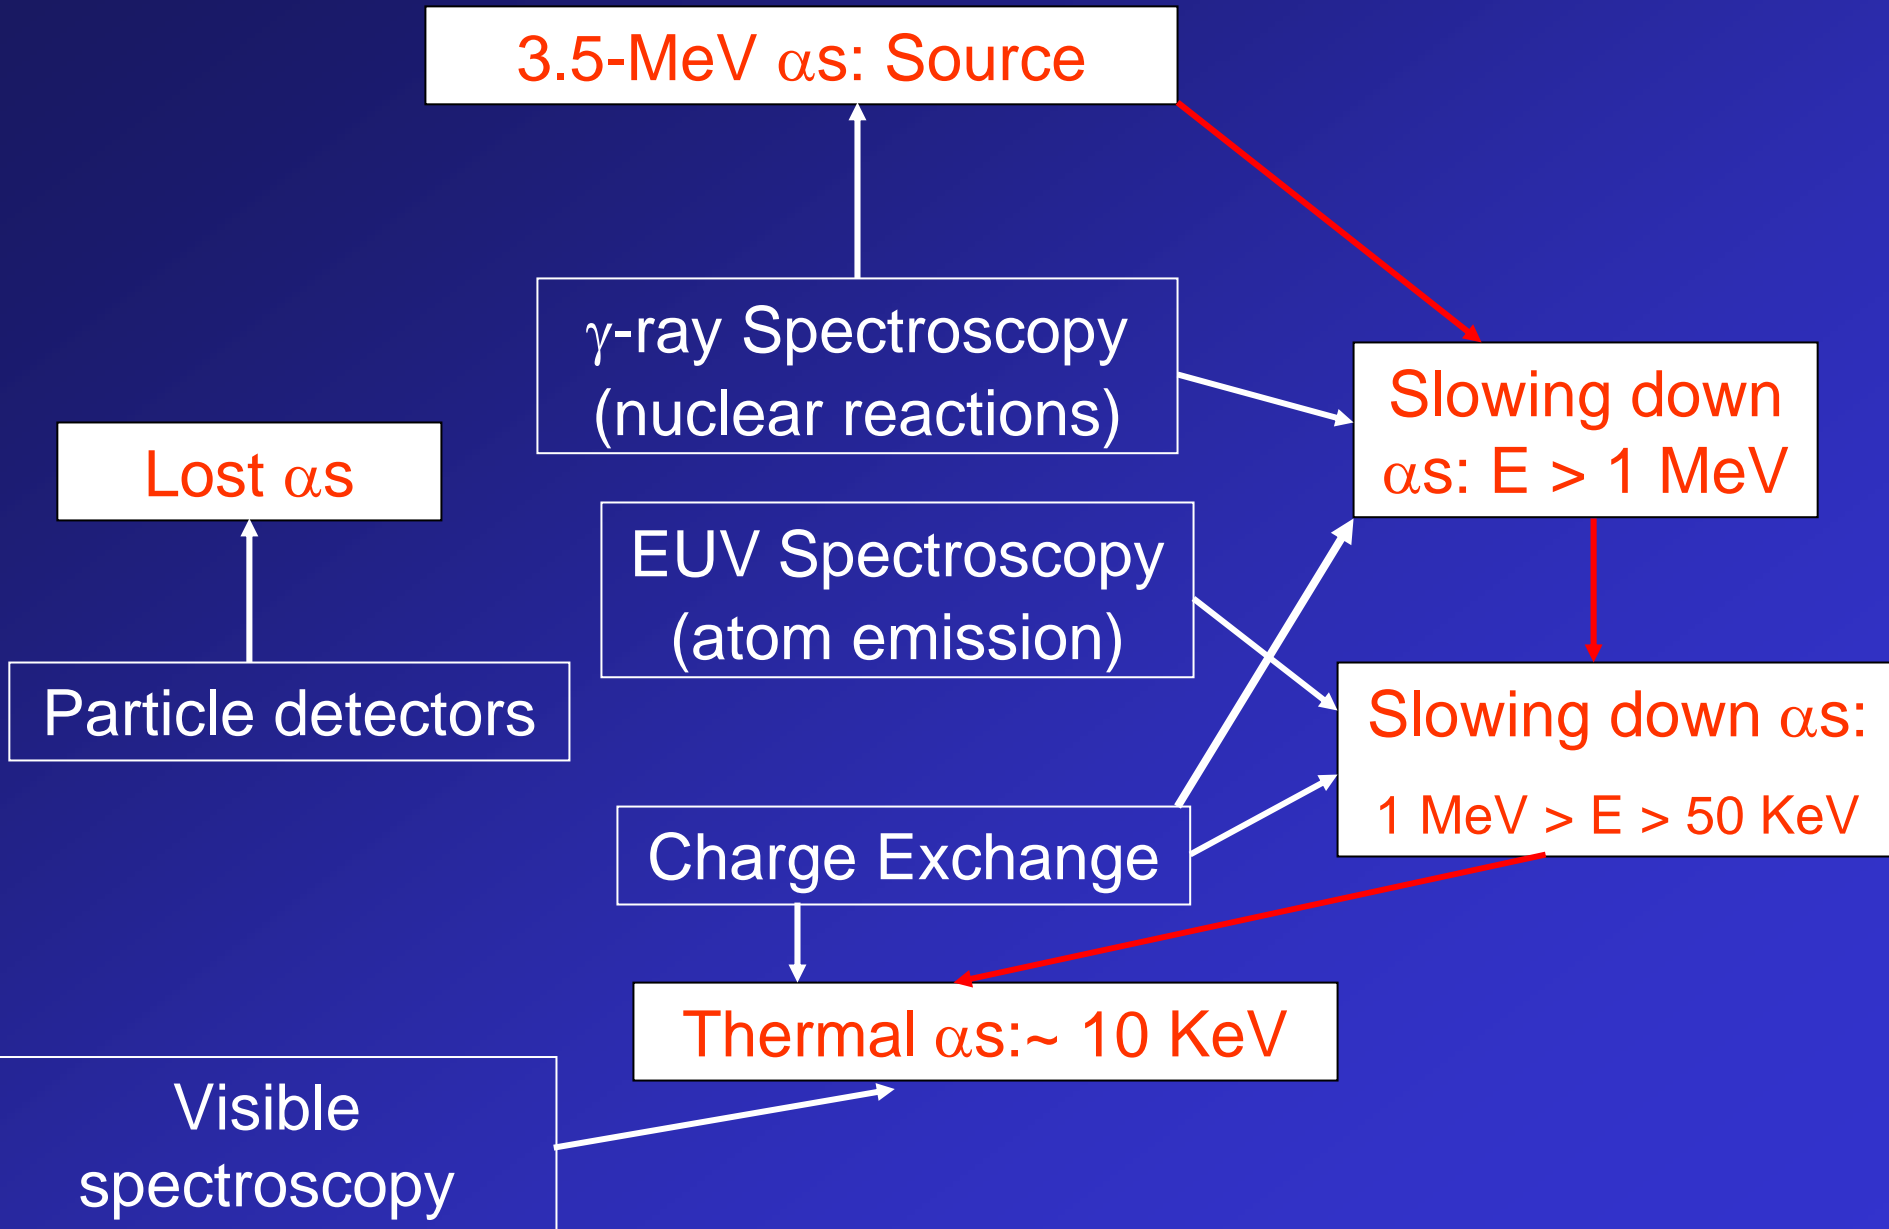 3.5-MeV αs: Source
γ-ray Spectroscopy
(nuclear reactions)
Slowing down
αs: E > 1 MeV
Lost αs
EUV Spectroscopy
(atom emission)
Particle detectors
Slowing down αs:
1 MeV > E > 50 KeV
Charge Exchange
Thermal αs:~ 10 KeV
Visible
spectroscopy